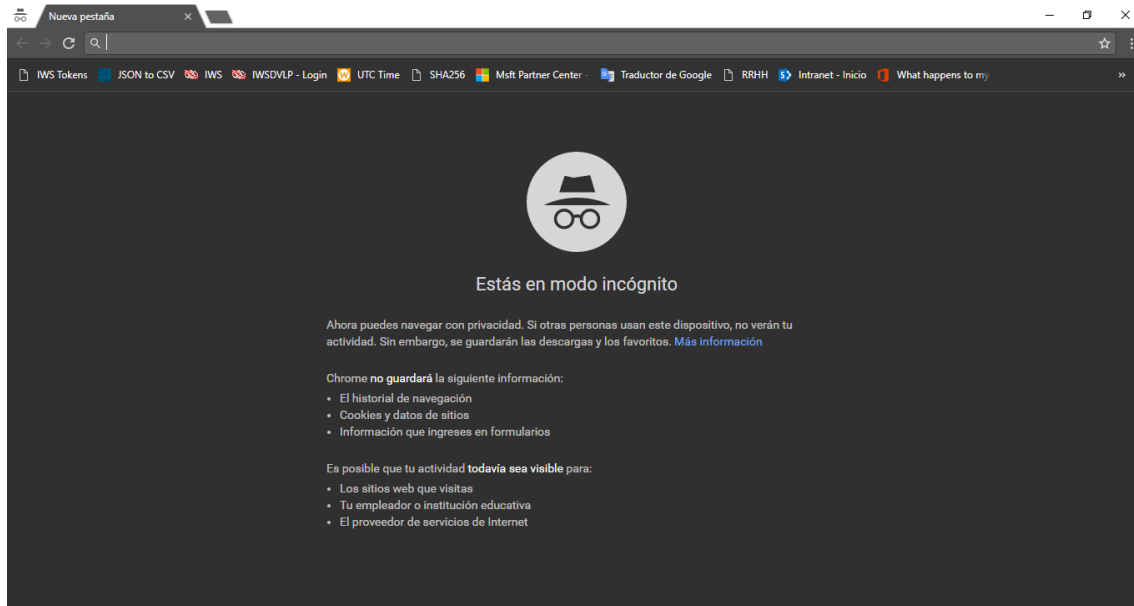 Nueva pestaña
IWS Tokens JSON to CSV IWS IWSDVLP - Login UTC Time SHA256 Msft Partner Center - Traductor de Google RRHH Intranet - Inicio What happens to my
Estás en modo incógnito
Ahora puedes navegar con privacidad. Si otras personas usan este dispositivo, no verán tu
actividad. Sin embargo, se guardarán las descargas y los favoritos. Más información
Chrome no guardará la siguiente información:
• El historial de navegación
• Cookies y datos de sitios
• Información que ingreses en formularios
Es posible que tu actividad todavía sea visible para:
• Los sitios web que visitas
• Tu empleador o institución educativa
• El proveedor de servicios de Internet